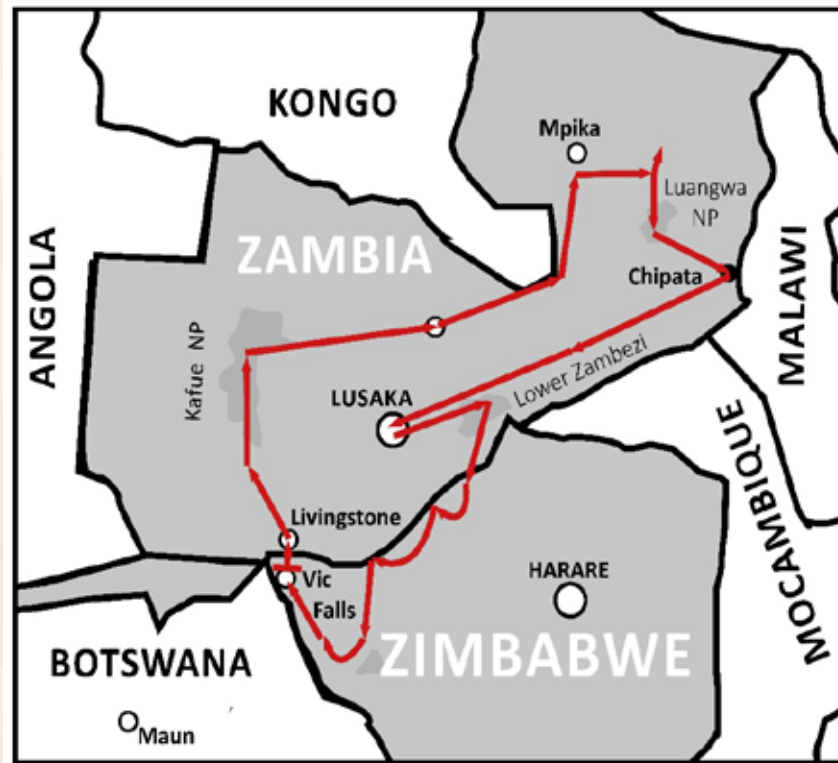 KONGO
Mpika
Luangwa
NP
ZAMBIA
ANGOLA
Chipata
MALAWI
Kafue NP
Lower Zambezi
LUSAKA
MOCAMBIQUE
Livingstone
Vic
Falls
HARARE
ZIMBABWE
BOTSWANA
Maun